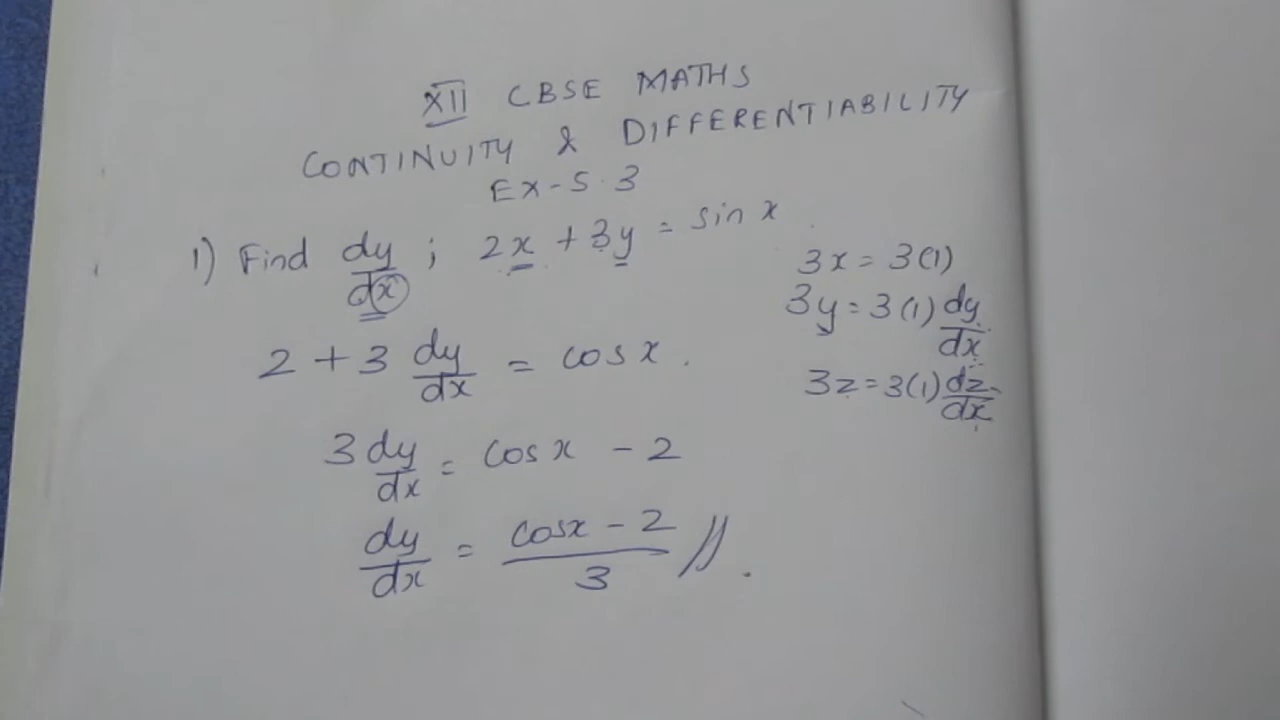 XII CBSE MATHS
CONTINUITY & DIFFERENTIABILITY
EX-5.3
1) Find dy/dx ; 2x + 3y = sin x
2 + 3 dy/dx = cos x.
3 dy/dx = cos x - 2
dy/dx = cosx - 2 / 3 //.
3x = 3(1)
3y = 3(1) dy/dx
3z = 3(1) dz/dx